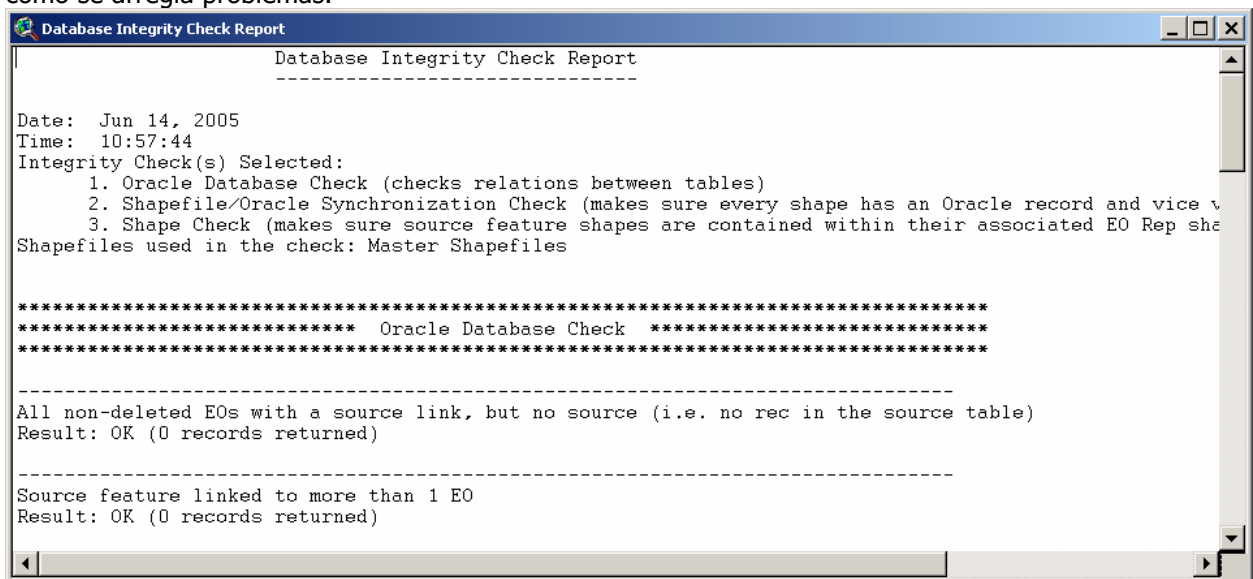 como se arregla problemas.
Database Integrity Check Report
Database Integrity Check Report
-------------------------------
Date: Jun 14, 2005
Time: 10:57:44
Integrity Check(s) Selected:
1. Oracle Database Check (checks relations between tables)
2. Shapefile/Oracle Synchronization Check (makes sure every shape has an Oracle record and vice v
3. Shape Check (makes sure source feature shapes are contained within their associated EO Rep sha
Shapefiles used in the check: Master Shapefiles
***********************************************************************************
***************************** Oracle Database Check *****************************
***********************************************************************************
--------------------------------------------------------------------------------
All non-deleted EOs with a source link, but no source (i.e. no rec in the source table)
Result: OK (0 records returned)
--------------------------------------------------------------------------------
Source feature linked to more than 1 EO
Result: OK (0 records returned)